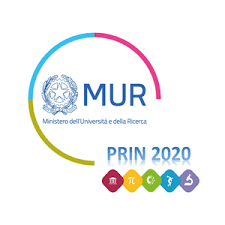 MUR
Ministero dell'Università e della Ricerca
PRIN 2020